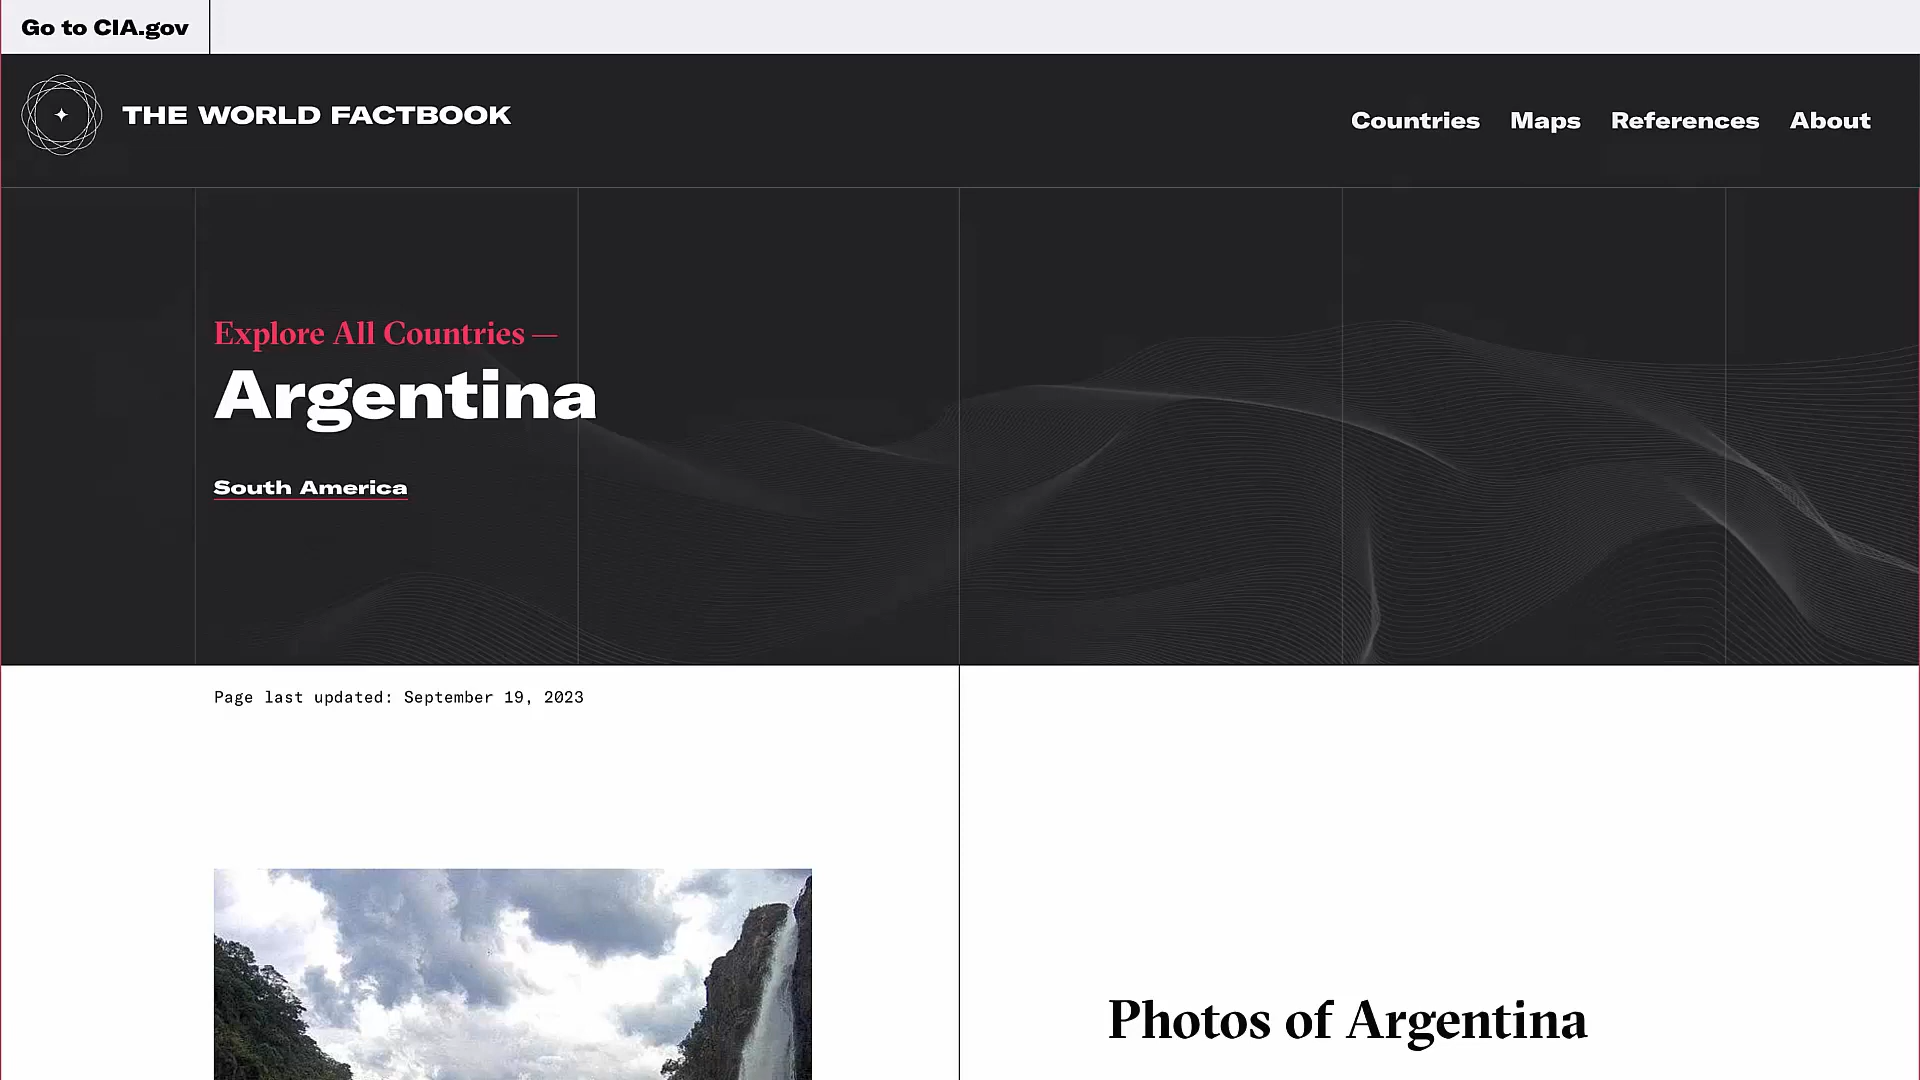 Go to CIA.gov
THE WORLD FACTBOOK
Countries Maps References About
Explore All Countries —
Argentina
South America
Page last updated: September 19, 2023
Photos of Argentina